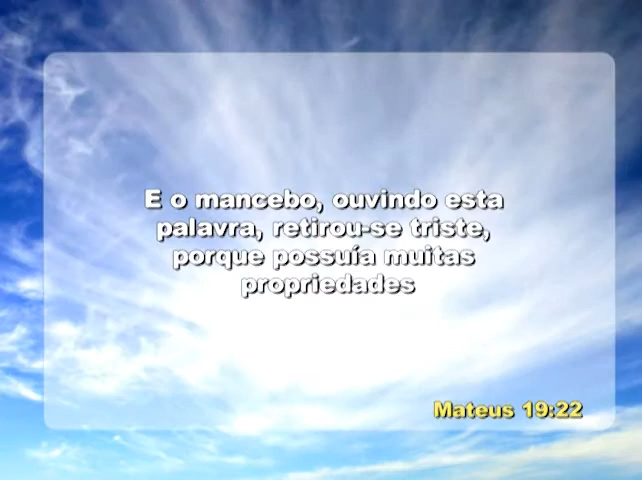 E o mancebo, ouvindo esta
palavra, retirou-se triste,
porque possuía muitas
propriedades
Mateus 19:22